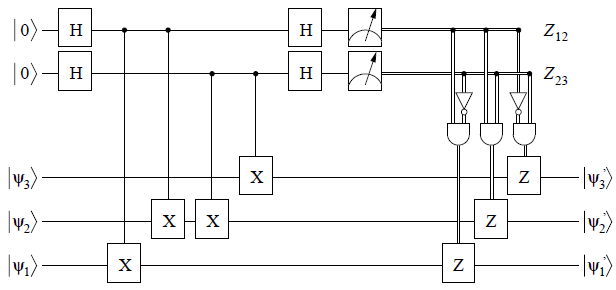 |0⟩ H H Z₁₂
|0⟩ H H Z₂₃
|ψ₃⟩ X Z |ψ₃'⟩
|ψ₂⟩ X X Z |ψ₂'⟩
|ψ₁⟩ X Z |ψ₁'⟩